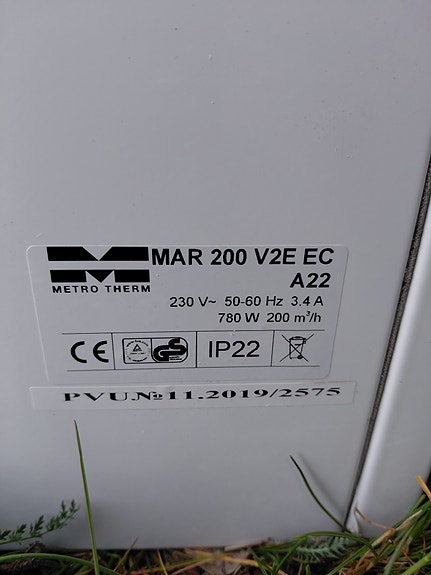 MAR 200 V2E EC
A22
METRO THERM
230 V~ 50-60 Hz 3.4 A
780 W 200 m³/h
CE GS IP22
PVU.№11.2019/2575